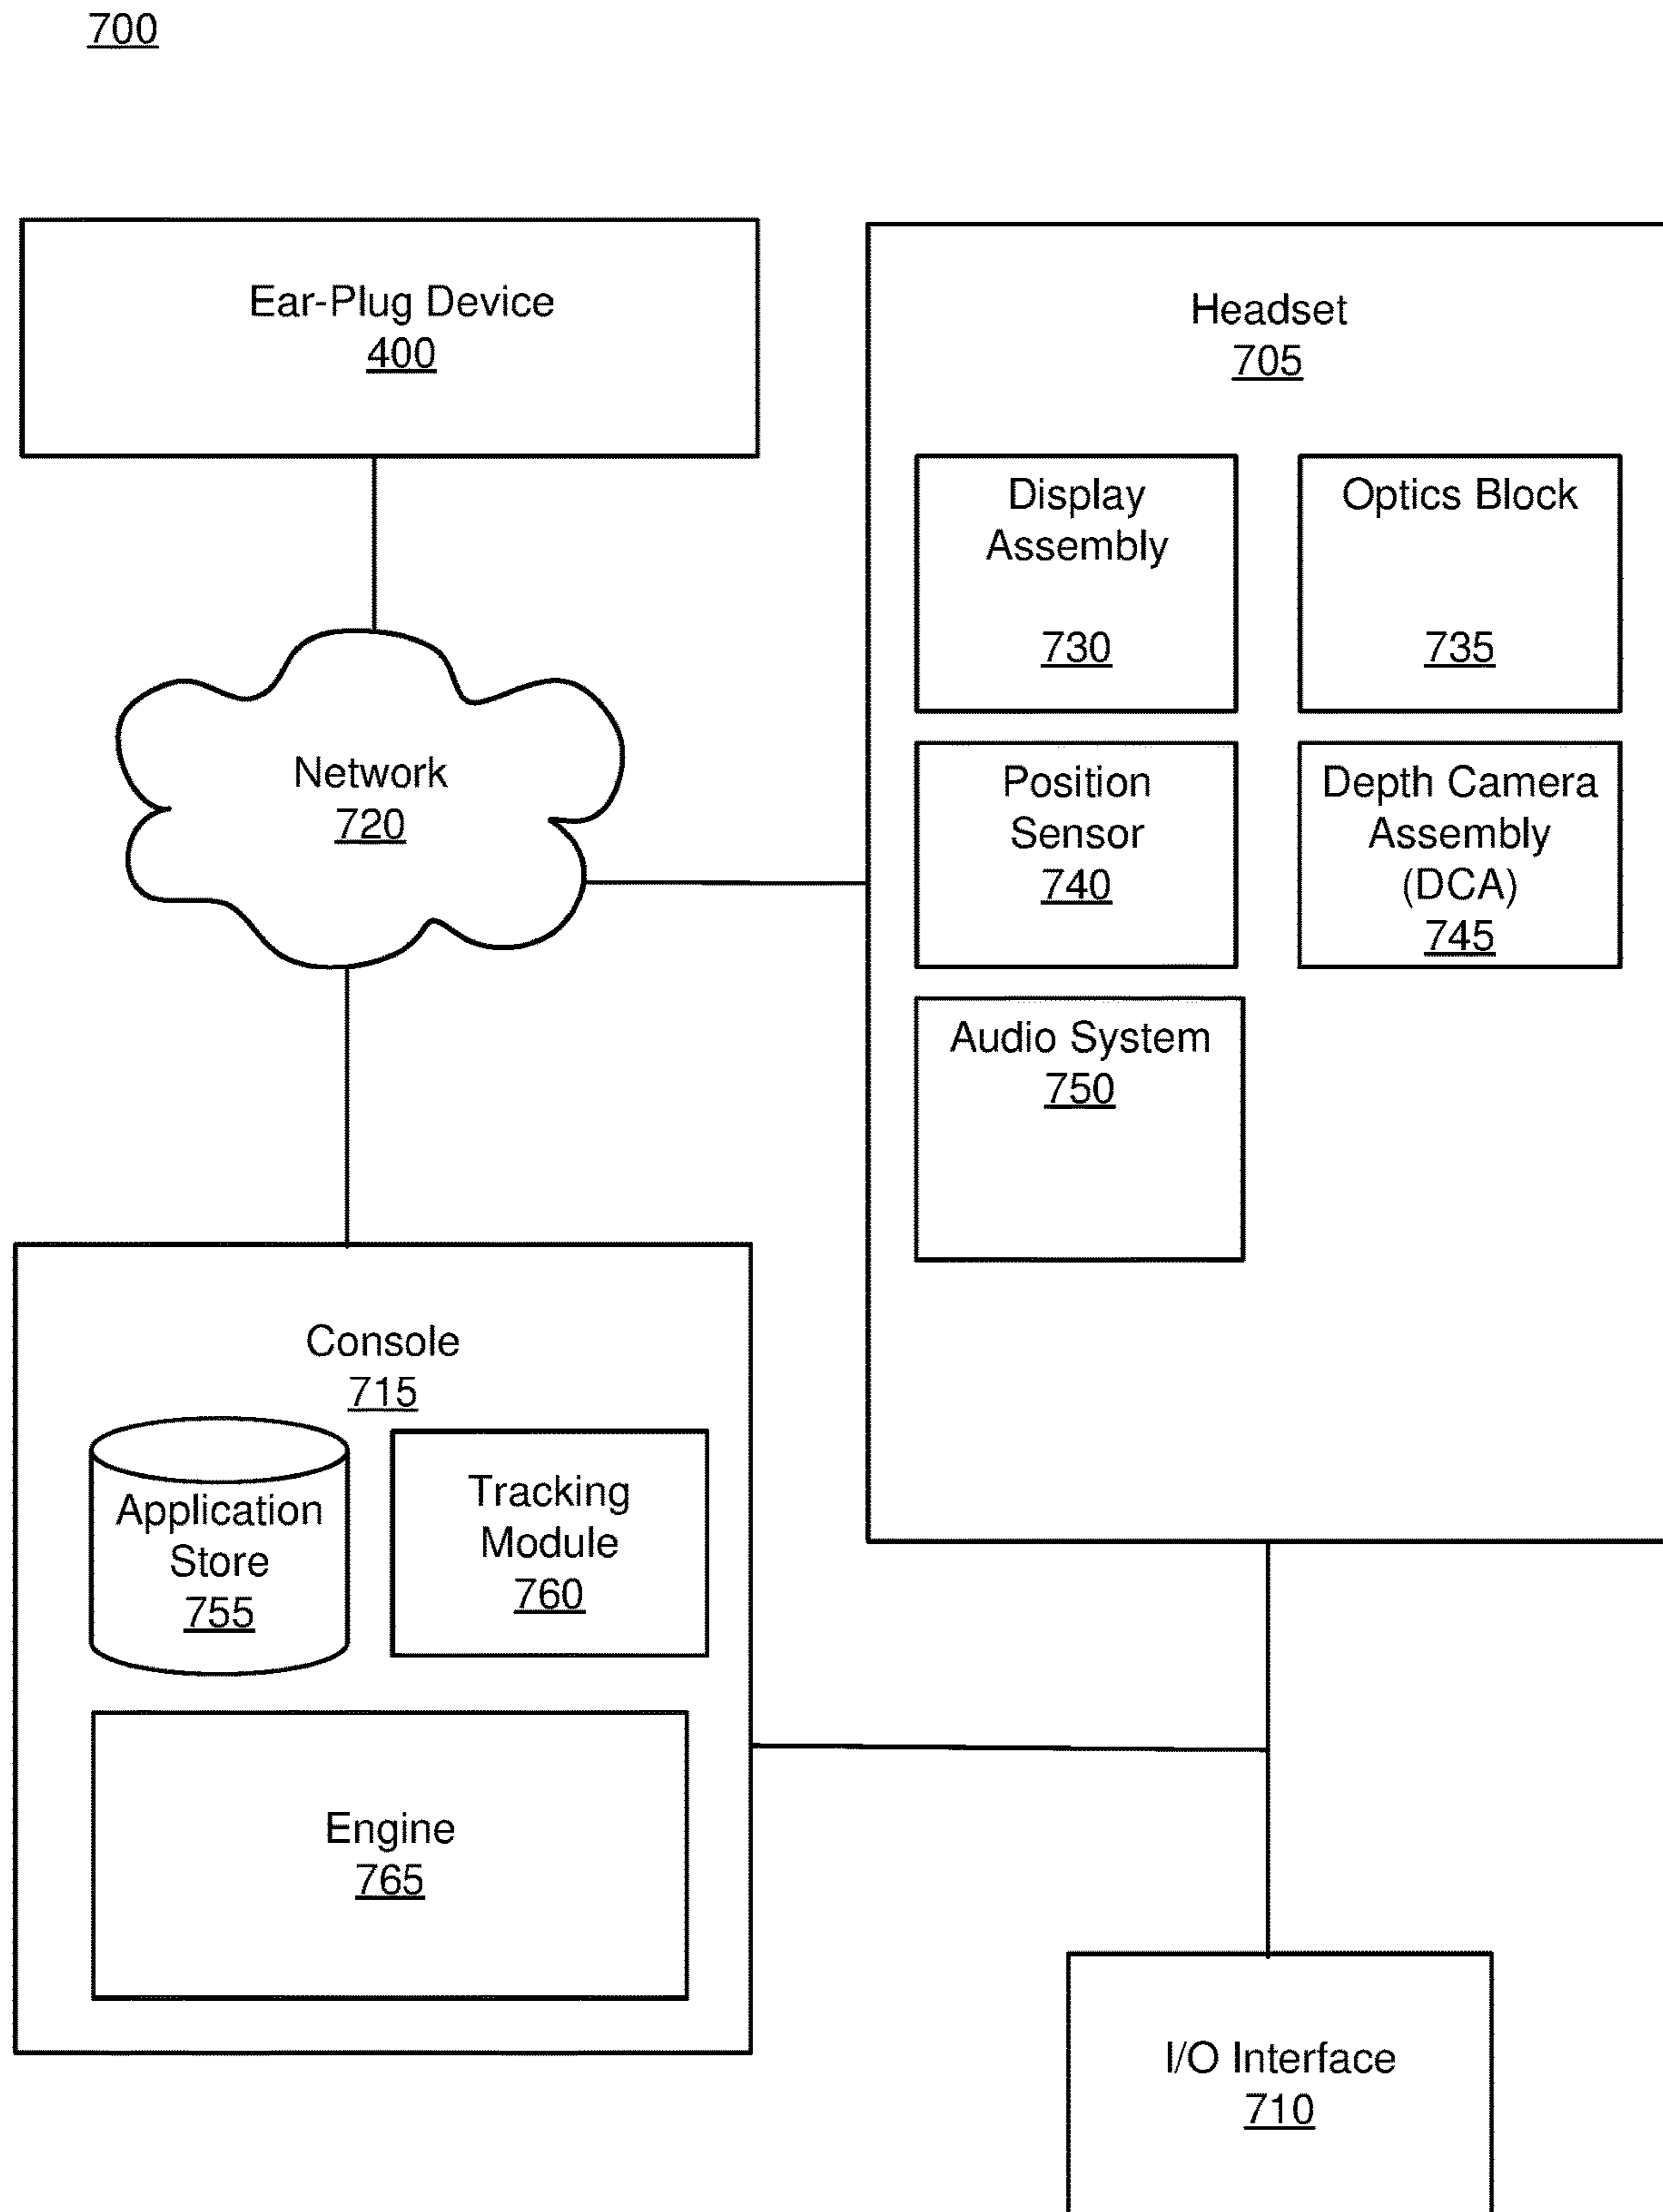 700
Ear-Plug Device
400
Headset
705
Display
Assembly
730
Optics Block
735
Network
720
Position
Sensor
740
Depth Camera
Assembly
(DCA)
745
Audio System
750
Console
715
Application
Store
755
Tracking
Module
760
Engine
765
I/O Interface
710